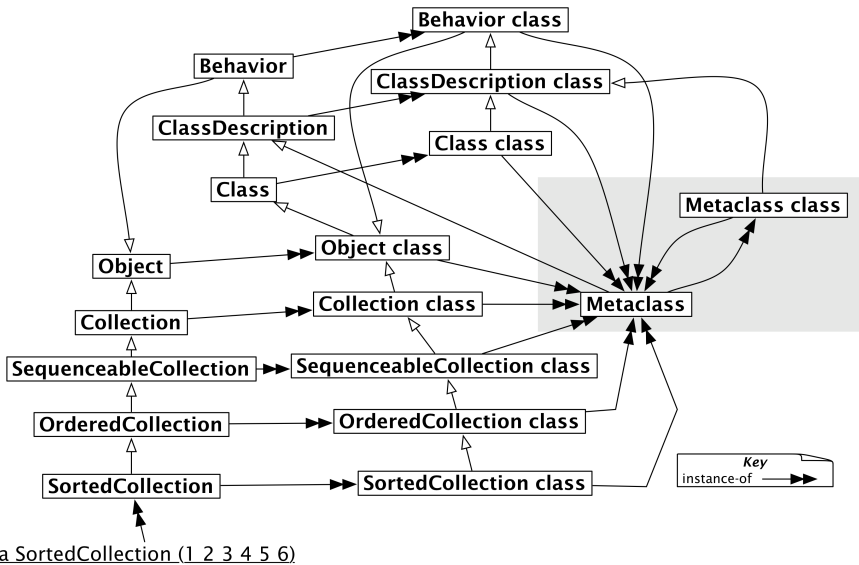 Behavior class
Behavior
ClassDescription class
ClassDescription
Class class
Class
Metaclass class
Object class
Object
Collection class
Metaclass
Collection
SequenceableCollection
SequenceableCollection class
OrderedCollection
OrderedCollection class
Key
instance-of
SortedCollection
SortedCollection class
a SortedCollection (1 2 3 4 5 6)